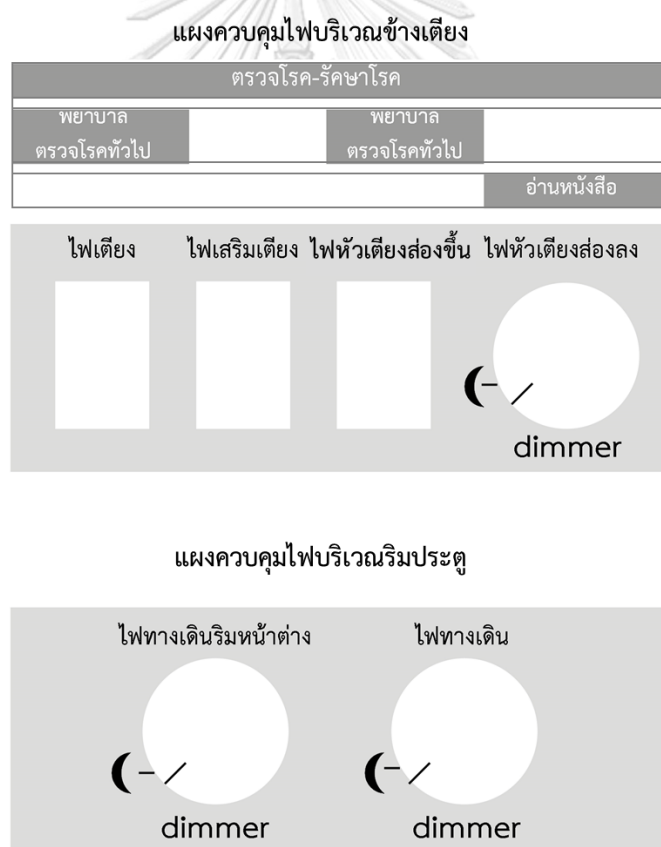 แผงควบคุมไฟบริเวณข้างเตียง
ตรวจโรค-รัคษาโรค
พยาบาล พยาบาล
ตรวจโรคทั่วไป ตรวจโรคทั่วไป
อ่านหนังสือ
ไฟเตียง ไฟเสริมเตียง ไฟหัวเตียงส่องขึ้น ไฟหัวเตียงส่องลง
dimmer
แผงควบคุมไฟบริเวณริมประตู
ไฟทางเดินริมหน้าต่าง ไฟทางเดิน
dimmer dimmer